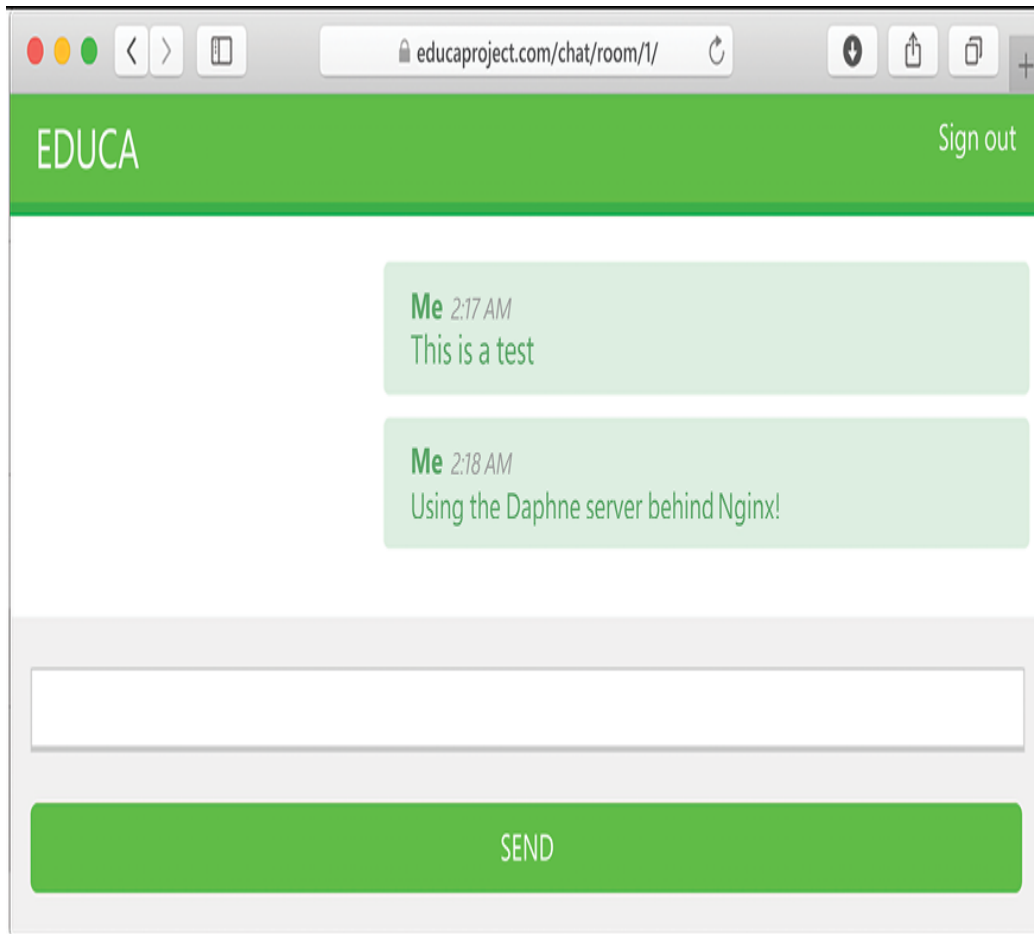 educaproject.com/chat/room/1/
EDUCA
Sign out
Me 2:17 AM
This is a test
Me 2:18 AM
Using the Daphne server behind Nginx!
SEND